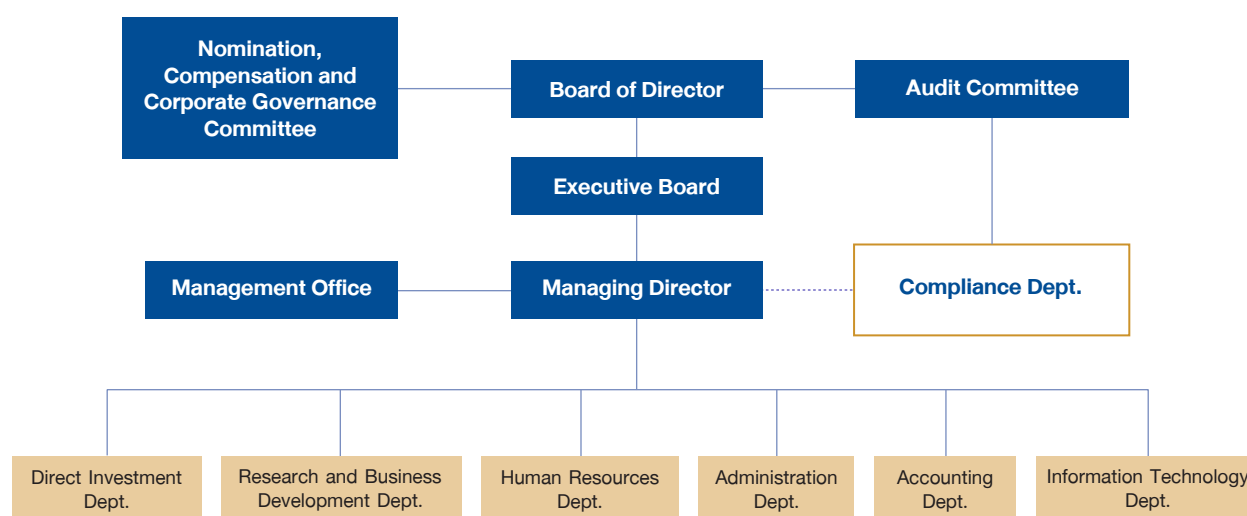 Nomination,
Compensation and
Corporate Governance
Committee
Board of Director
Audit Committee
Executive Board
Management Office
Managing Director
Compliance Dept.
Direct Investment
Dept.
Research and Business
Development Dept.
Human Resources
Dept.
Administration
Dept.
Accounting
Dept.
Information Technology
Dept.